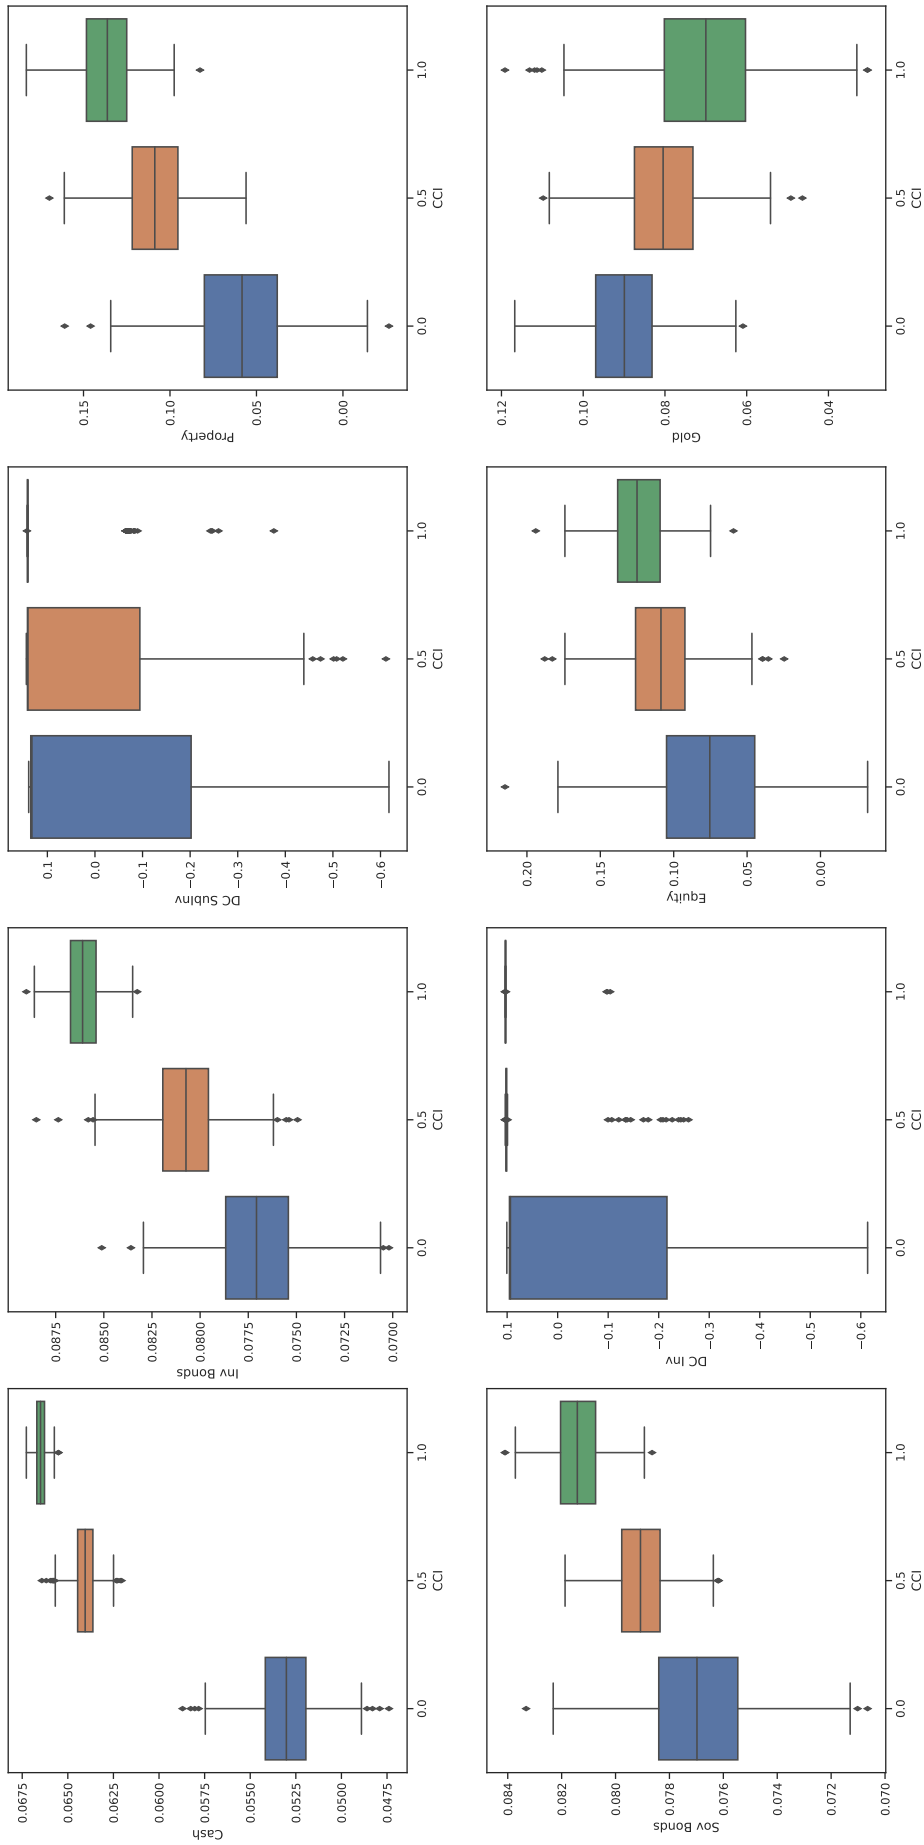 Cash
0.0675
0.0650
0.0625
0.0600
0.0575
0.0550
0.0525
0.0500
0.0475
0.0 0.5 1.0
CCI
Inv Bonds
0.0875
0.0850
0.0825
0.0800
0.0775
0.0750
0.0725
0.0700
0.0 0.5 1.0
CCI
DC SubInv
0.1
0.0
−0.1
−0.2
−0.3
−0.4
−0.5
−0.6
0.0 0.5 1.0
CCI
Property
0.15
0.10
0.05
0.00
0.0 0.5 1.0
CCI
Sov Bonds
0.084
0.082
0.080
0.078
0.076
0.074
0.072
0.070
0.0 0.5 1.0
CCI
DC Inv
0.1
0.0
−0.1
−0.2
−0.3
−0.4
−0.5
−0.6
0.0 0.5 1.0
CCI
Equity
0.20
0.15
0.10
0.05
0.00
0.0 0.5 1.0
CCI
Gold
0.12
0.10
0.08
0.06
0.04
0.0 0.5 1.0
CCI